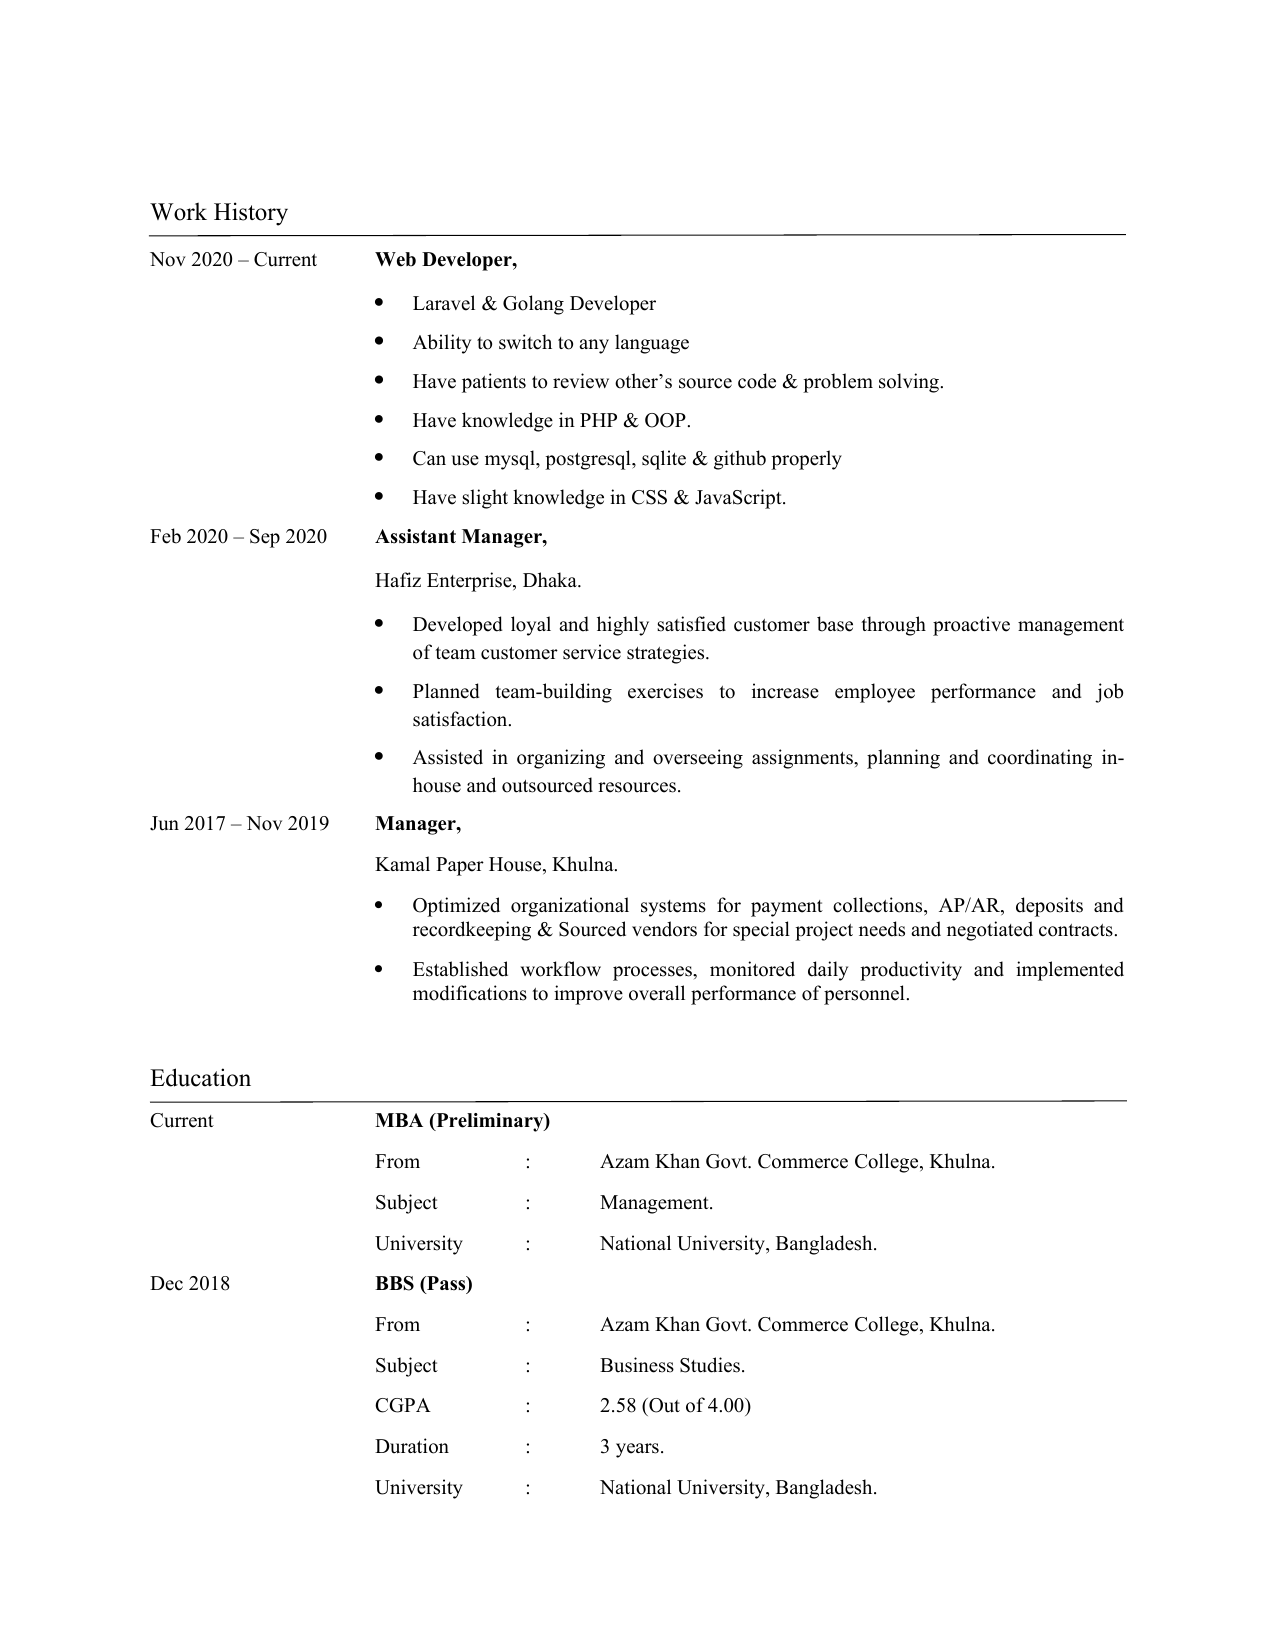 Work History
Nov 2020 – Current Web Developer,
• Laravel & Golang Developer
• Ability to switch to any language
• Have patients to review other’s source code & problem solving.
• Have knowledge in PHP & OOP.
• Can use mysql, postgresql, sqlite & github properly
• Have slight knowledge in CSS & JavaScript.
Feb 2020 – Sep 2020 Assistant Manager,
Hafiz Enterprise, Dhaka.
• Developed loyal and highly satisfied customer base through proactive management
of team customer service strategies.
• Planned team-building exercises to increase employee performance and job
satisfaction.
• Assisted in organizing and overseeing assignments, planning and coordinating in-
house and outsourced resources.
Jun 2017 – Nov 2019 Manager,
Kamal Paper House, Khulna.
• Optimized organizational systems for payment collections, AP/AR, deposits and
recordkeeping & Sourced vendors for special project needs and negotiated contracts.
• Established workflow processes, monitored daily productivity and implemented
modifications to improve overall performance of personnel.
Education
Current MBA (Preliminary)
From : Azam Khan Govt. Commerce College, Khulna.
Subject : Management.
University : National University, Bangladesh.
Dec 2018 BBS (Pass)
From : Azam Khan Govt. Commerce College, Khulna.
Subject : Business Studies.
CGPA : 2.58 (Out of 4.00)
Duration : 3 years.
University : National University, Bangladesh.